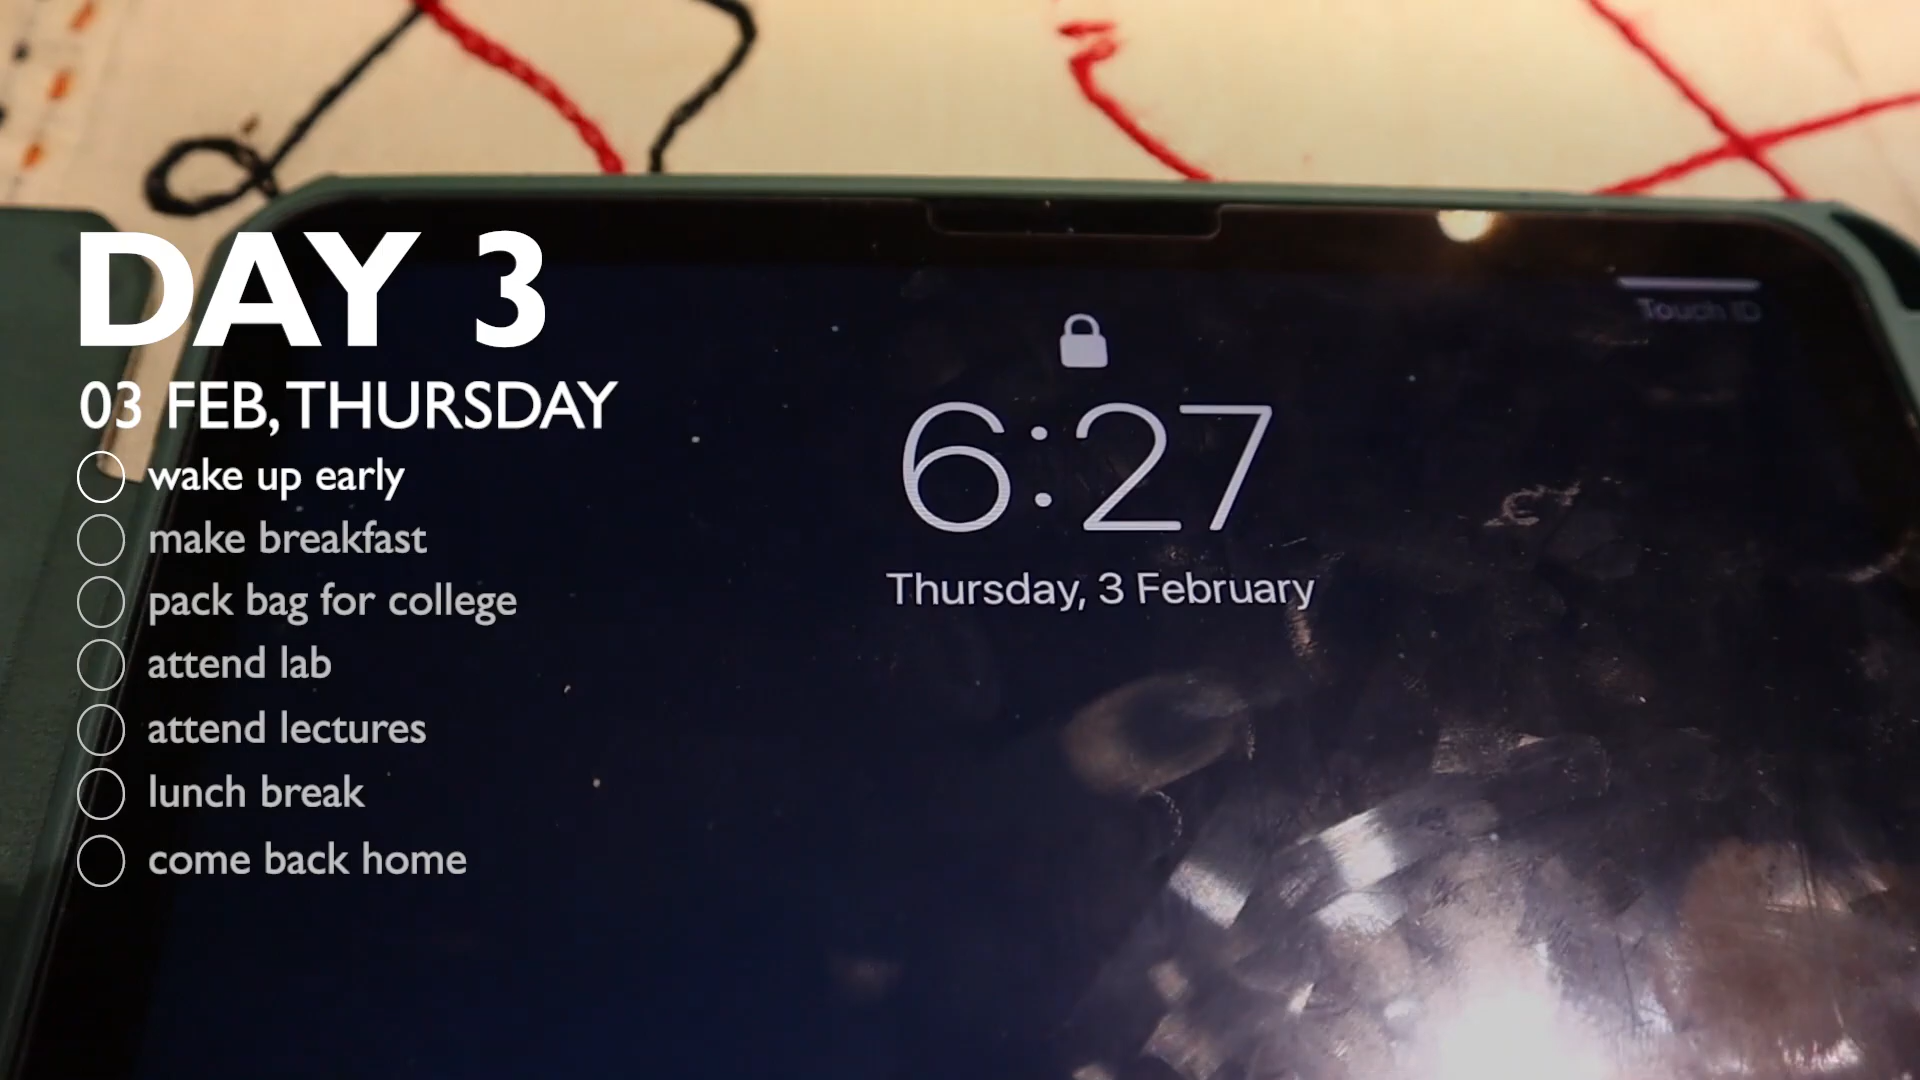 DAY 3
03 FEB, THURSDAY
wake up early
make breakfast
pack bag for college
attend lab
attend lectures
lunch break
come back home
Touch ID
6:27
Thursday, 3 February